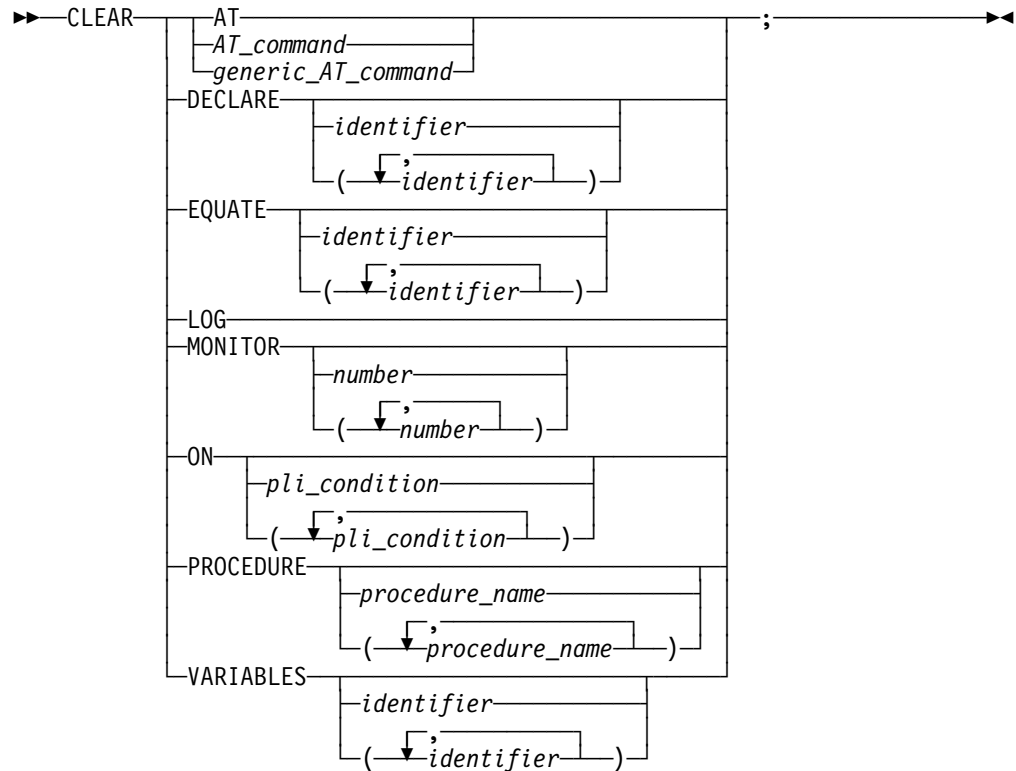 CLEAR AT ;
AT_command
generic_AT_command
DECLARE
identifier
,
( identifier )
EQUATE
identifier
,
( identifier )
LOG
MONITOR
number
,
( number )
ON
pli_condition
,
( pli_condition )
PROCEDURE
procedure_name
,
( procedure_name )
VARIABLES
identifier
,
( identifier )